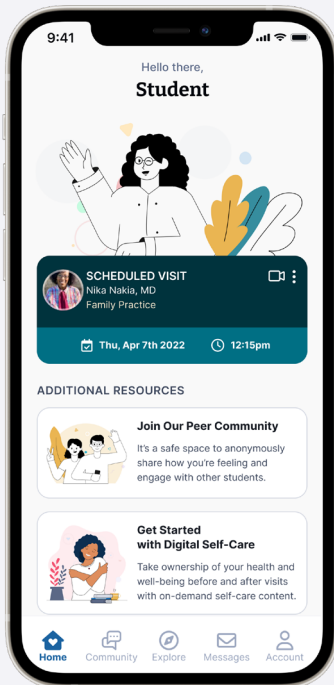 9:41
Hello there,
Student
SCHEDULED VISIT
Nika Nakia, MD
Family Practice
Thu, Apr 7th 2022 12:15pm
ADDITIONAL RESOURCES
Join Our Peer Community
It's a safe space to anonymously
share how you're feeling and
engage with other students.
Get Started
with Digital Self-Care
Take ownership of your health and
well-being before and after visits
with on-demand self-care content.
Home Community Explore Messages Account